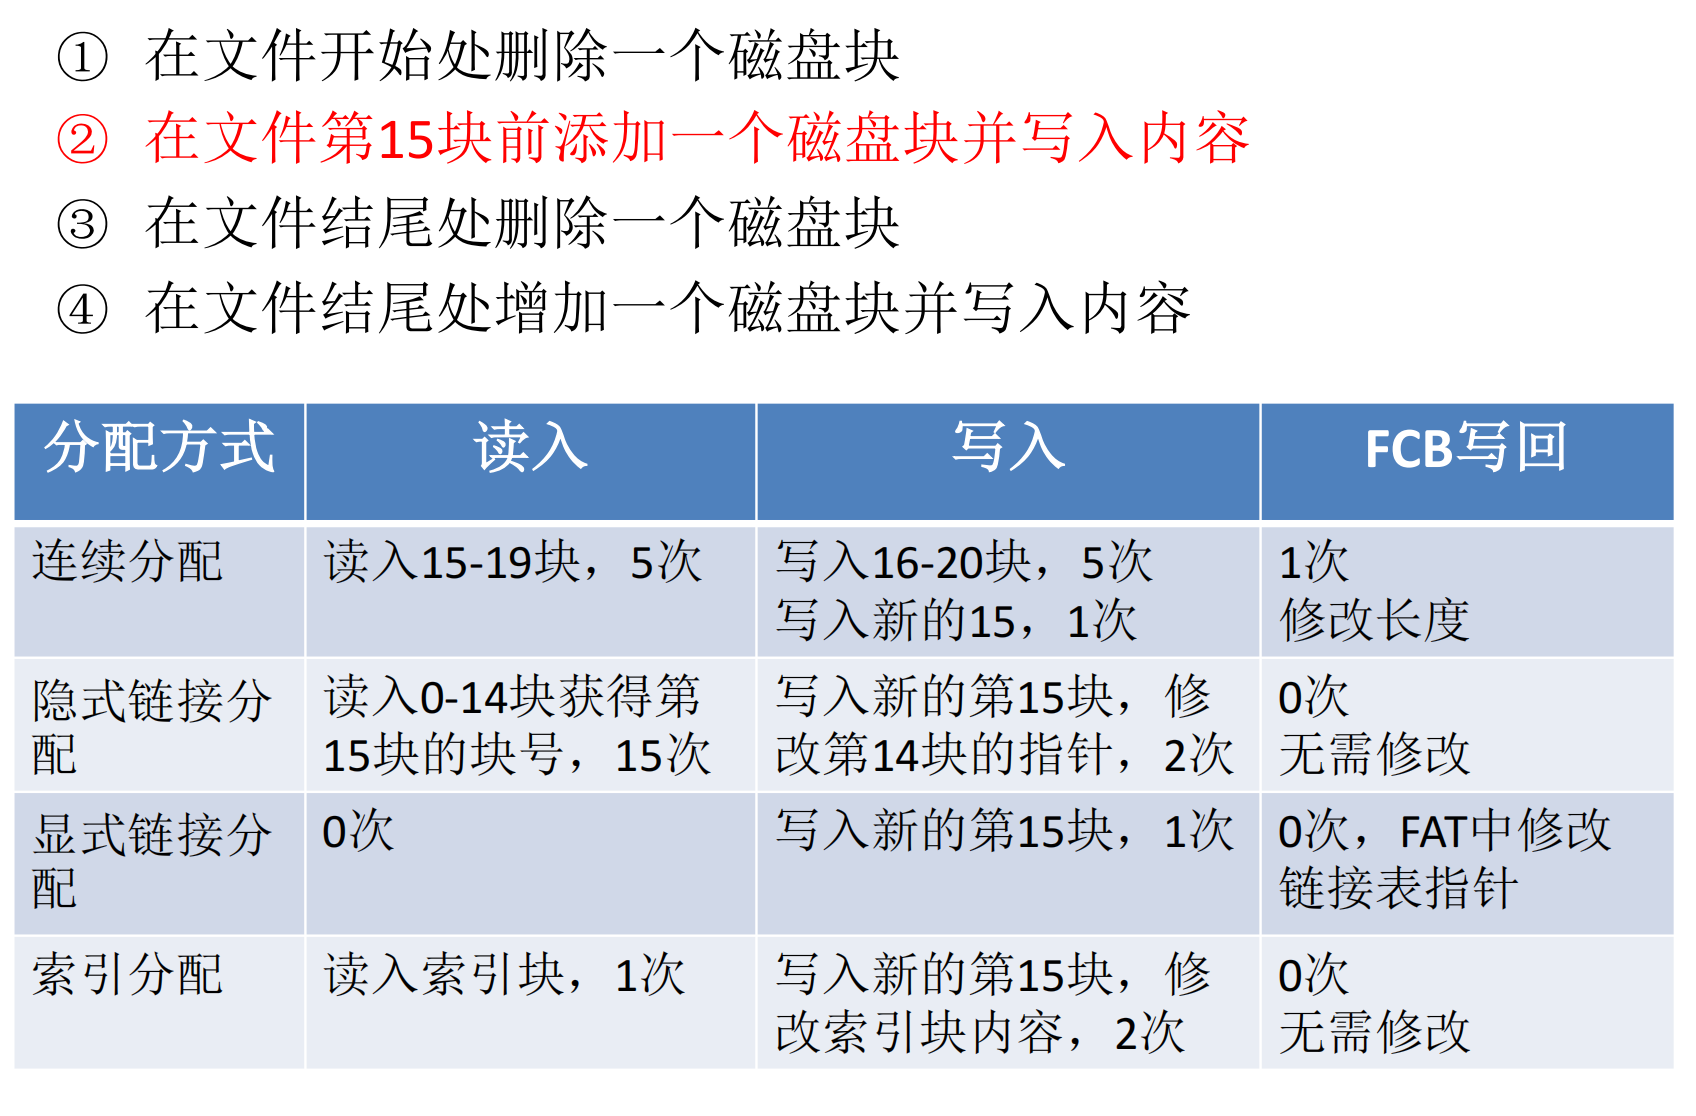 ① 在文件开始处删除一个磁盘块
② 在文件第15块前添加一个磁盘块并写入内容
③ 在文件结尾处删除一个磁盘块
④ 在文件结尾处增加一个磁盘块并写入内容
分配方式 读入 写入 FCB写回
连续分配 读入15-19块，5次 写入16-20块，5次 1次
写入新的15，1次 修改长度
隐式链接分 读入0-14块获得第 写入新的第15块，修 0次
配 15块的块号，15次 改第14块的指针，2次 无需修改
显式链接分 0次 写入新的第15块，1次 0次，FAT中修改
配 链接表指针
索引分配 读入索引块，1次 写入新的第15块，修 0次
改索引块内容，2次 无需修改